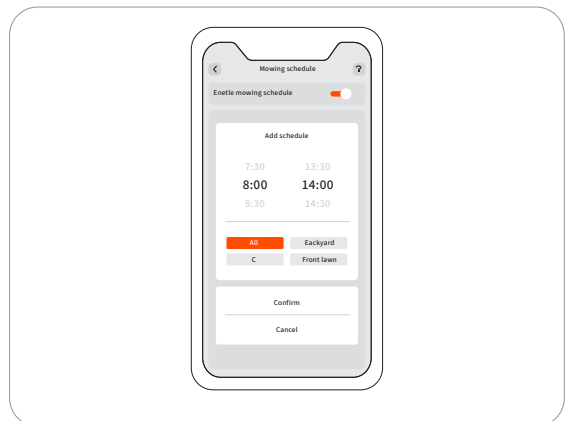 Mowing schedule ?
Enetle mowing schedule
Add schedule
7:30 13:30
8:00 14:00
8:30 14:30
All Eackyard
C Front lawn
Confirm
Cancel